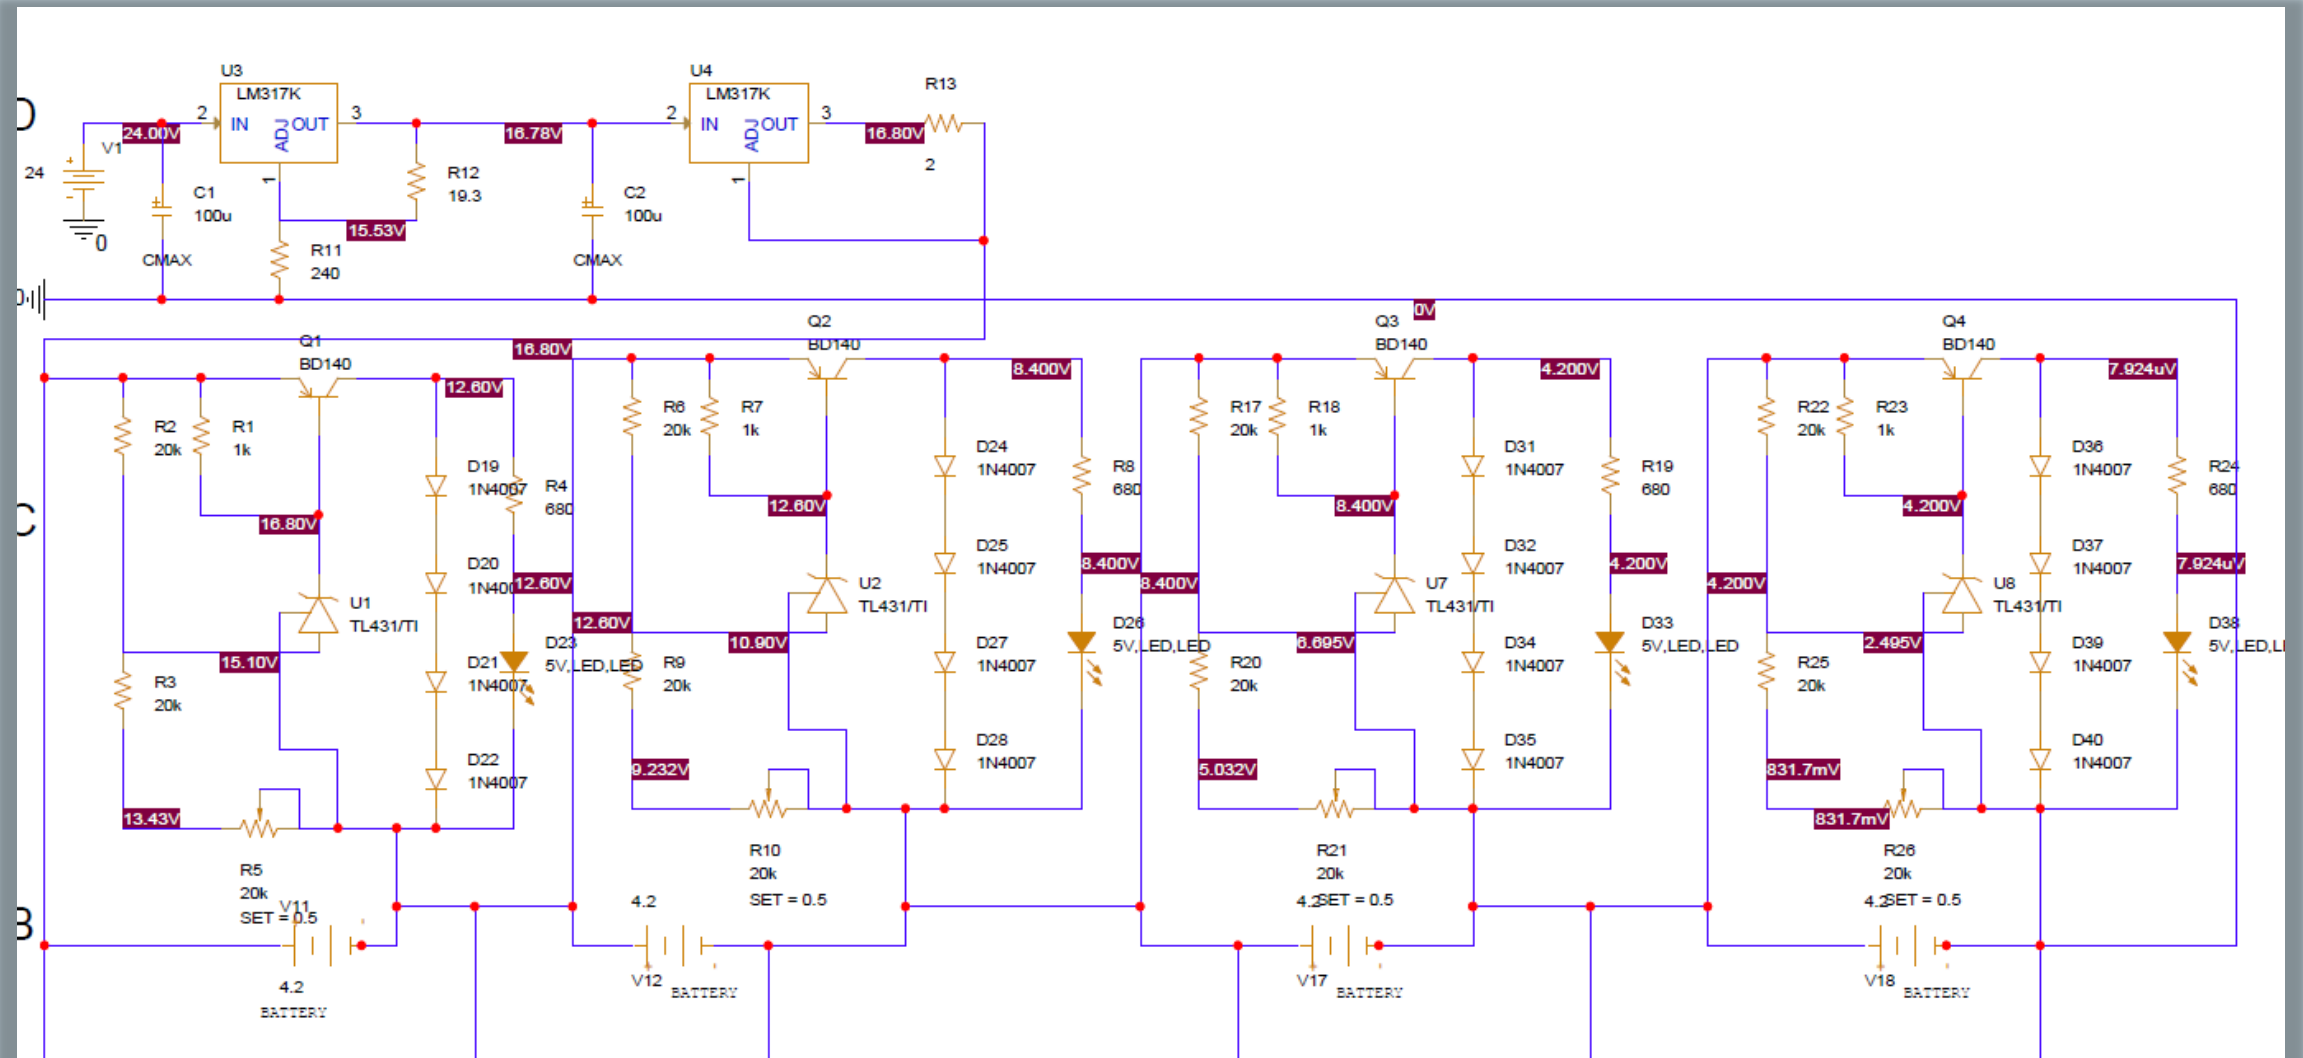 U3
LM317K
2
IN
ADJ
OUT
3
1
24.00V
V1
24
0
C1
100u
CMAX
R12
19.3
15.53V
R11
240
16.78V
C2
100u
CMAX
U4
LM317K
2
IN
ADJ
OUT
3
1
16.80V
R13
2
D
0
0V
C
B
Q1
BD140
16.80V
12.60V
R2
20k
R1
1k
16.80V
D19
1N4007
R4
680
D20
1N400
12.60V
U1
TL431/TI
D21
1N4007
D23
5V,LED,LED
15.10V
R3
20k
D22
1N4007
13.43V
R5
20k
SET = 0.5
V11
4.2
BATTERY
Q2
BD140
8.400V
R6
20k
R7
1k
12.60V
D24
1N4007
R8
680
D25
1N4007
8.400V
U2
TL431/TI
12.60V
10.90V
D27
1N4007
D26
5V,LED,LED
R9
20k
9.232V
D28
1N4007
R10
20k
SET = 0.5
4.2
V12
BATTERY
Q3
BD140
4.200V
R17
20k
R18
1k
8.400V
D31
1N4007
R19
680
D32
1N4007
4.200V
8.400V
U7
TL431/TI
6.695V
D34
1N4007
D33
5V,LED,LED
R20
20k
5.032V
D35
1N4007
R21
20k
SET = 0.5
4.2
V17
BATTERY
Q4
BD140
7.924uV
R22
20k
R23
1k
4.200V
D36
1N4007
R24
680
D37
1N4007
7.924uV
4.200V
U8
TL431/TI
2.495V
D39
1N4007
D38
5V,LED,LE
R25
20k
831.7mV
831.7mV
D40
1N4007
R26
20k
SET = 0.5
4.2
V18
BATTERY